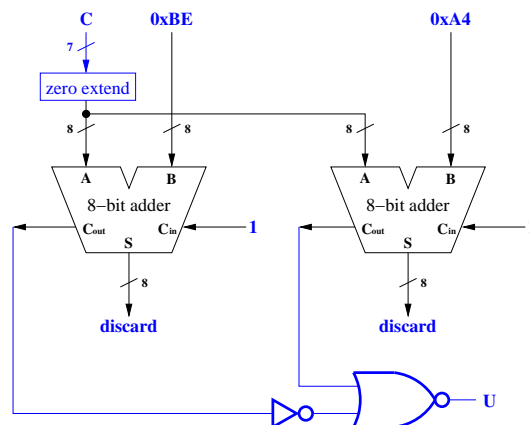 C 0xBE 0xA4
7
zero extend
8 8 8 8
A B A B
8-bit adder 8-bit adder
Cout Cin 1 Cout Cin
S S
8 8
discard discard
U